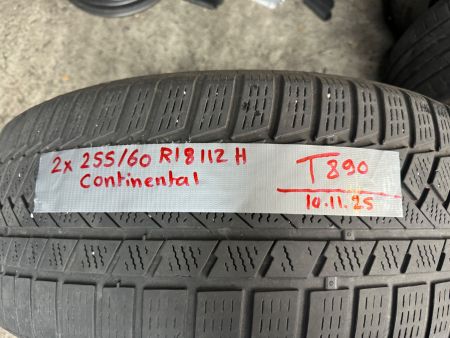 2x 255/60 R18 112 H
Continental
T890
10.11.25